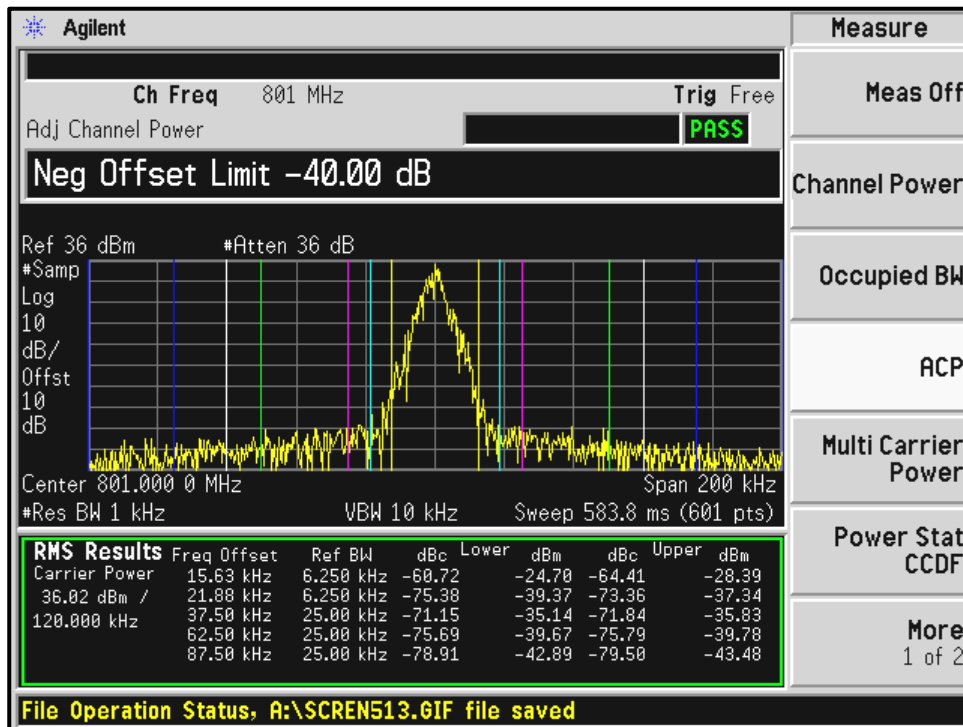 Agilent
Measure
Ch Freq 801 MHz
Trig Free
Adj Channel Power
PASS
Neg Offset Limit -40.00 dB
Ref 36 dBm
#Atten 36 dB
#Samp
Log
10
dB/
Offst
10
dB
Center 801.000 0 MHz
Span 200 kHz
#Res BW 1 kHz
VBW 10 kHz
Sweep 583.8 ms (601 pts)
RMS Results Freq Offset Ref BW dBc Lower dBm dBc Upper dBm
Carrier Power 15.63 kHz 6.250 kHz -60.72 -24.70 -64.41 -28.39
36.02 dBm / 21.88 kHz 6.250 kHz -75.38 -39.37 -73.36 -37.34
120.000 kHz 37.50 kHz 25.00 kHz -71.15 -35.14 -71.84 -35.83
62.50 kHz 25.00 kHz -75.69 -39.67 -75.79 -39.78
87.50 kHz 25.00 kHz -78.91 -42.89 -79.50 -43.48
File Operation Status, A:\SCREN513.GIF file saved
Meas Off
Channel Power
Occupied BW
ACP
Multi Carrier
Power
Power Stat
CCDF
More
1 of 2